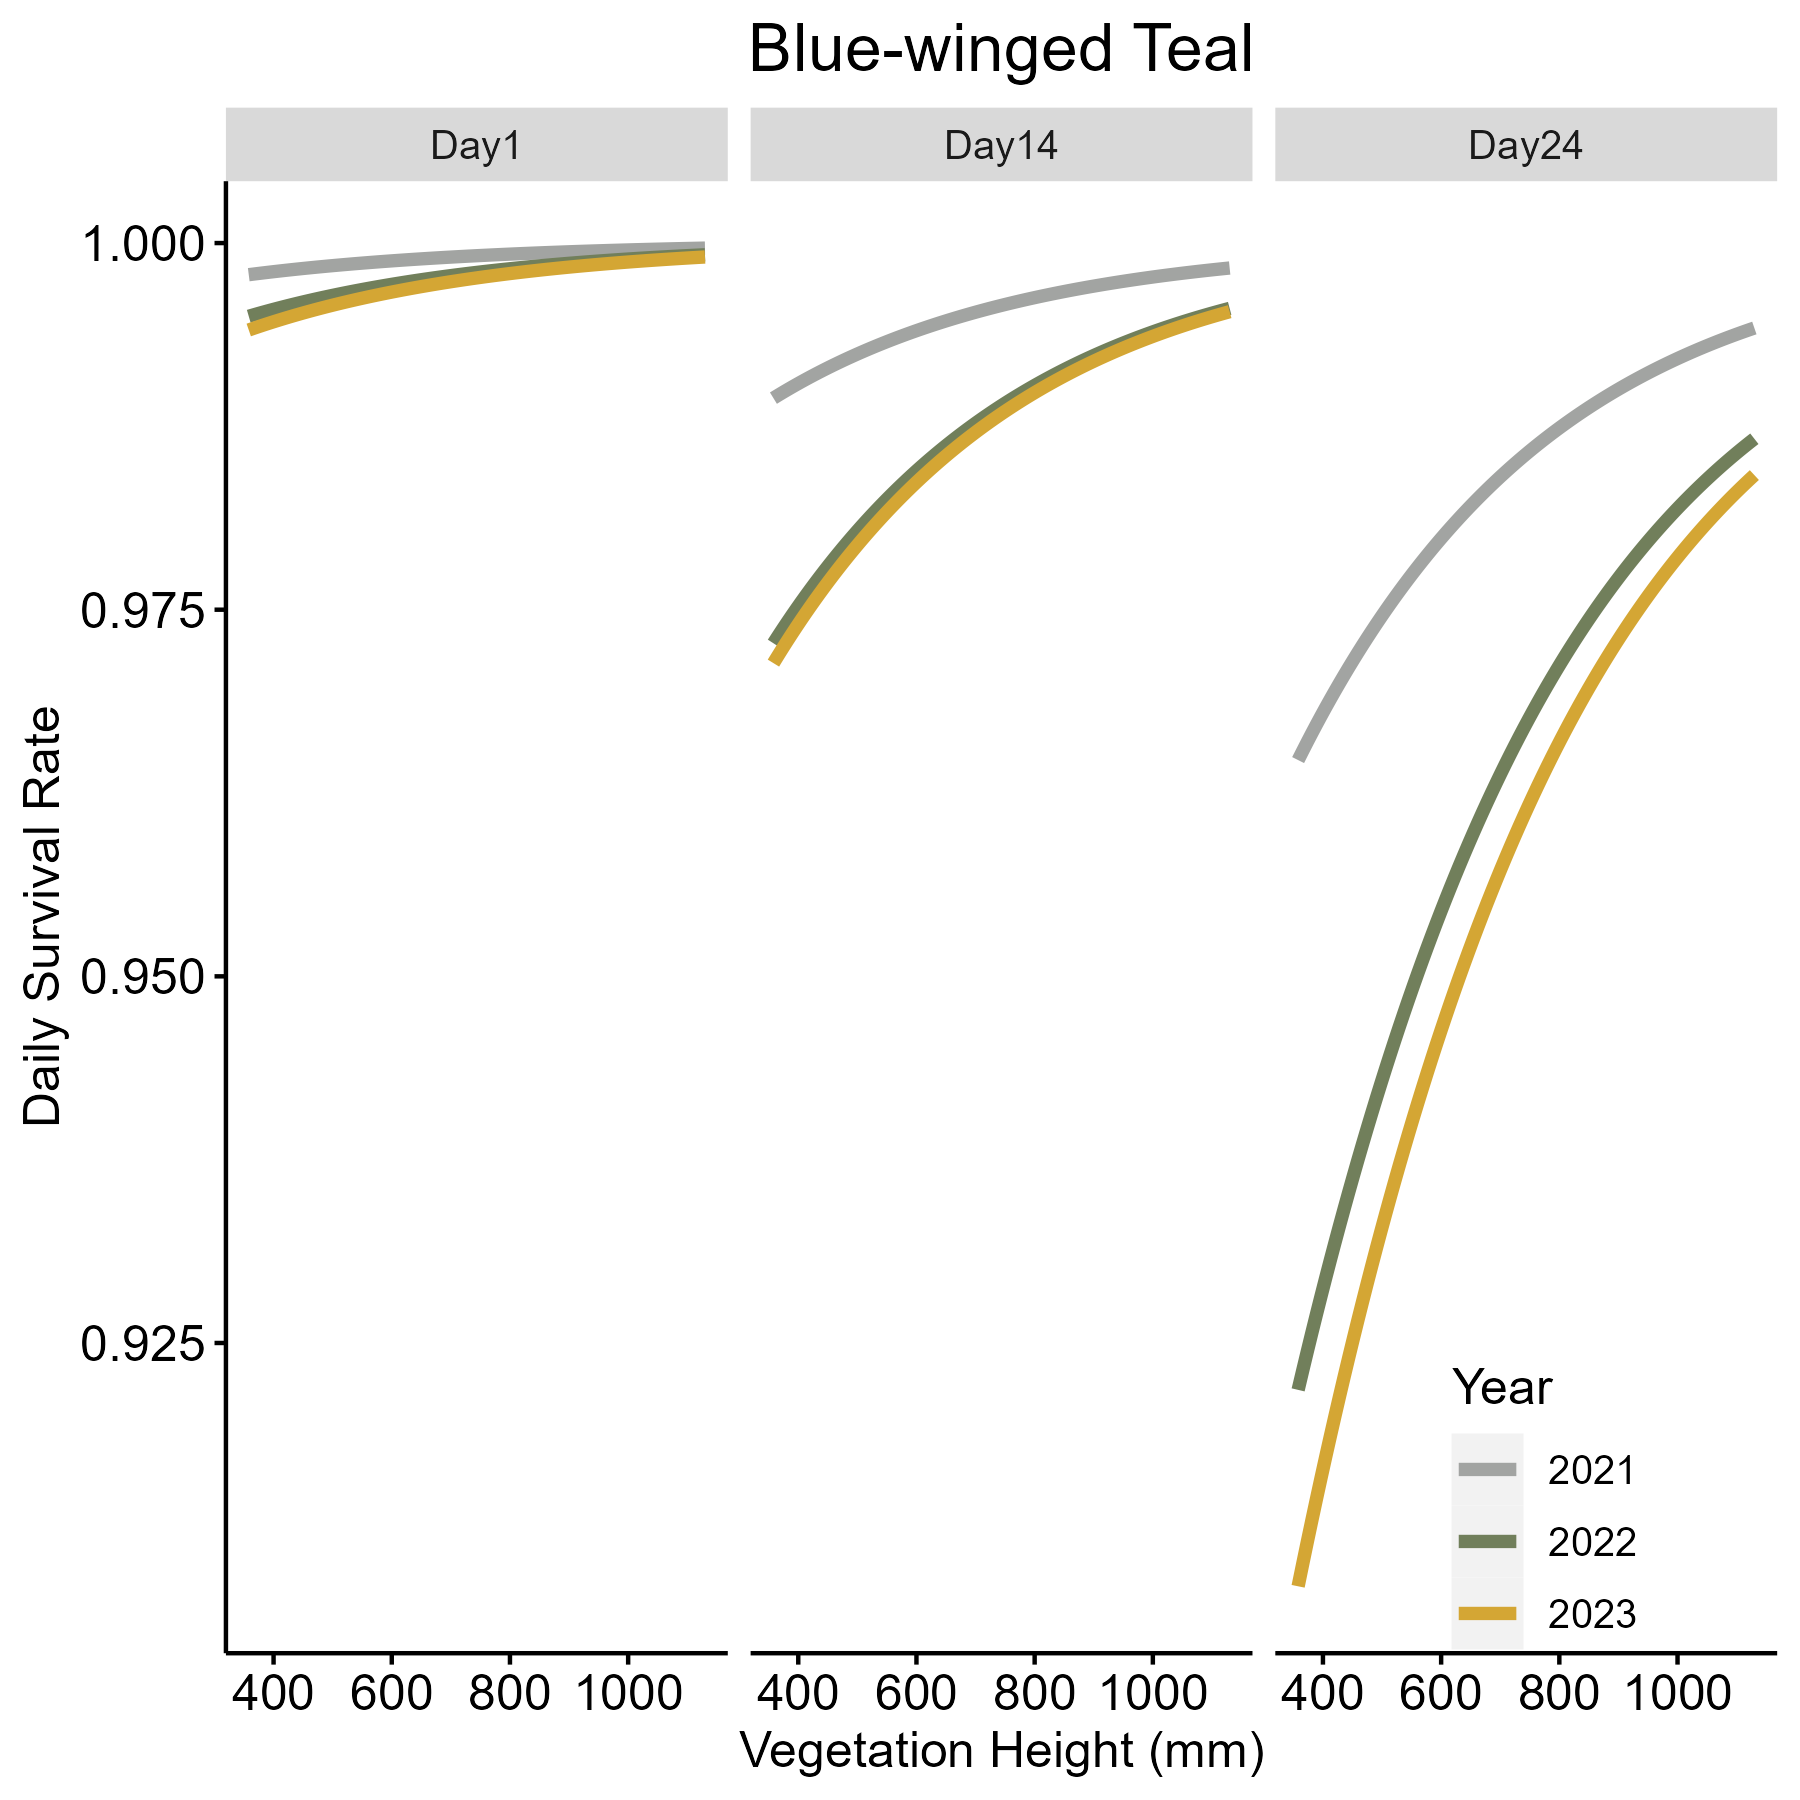 Blue-winged Teal
Day1 Day14 Day24
1.000
0.975
0.950
0.925
Daily Survival Rate
Year
2021
2022
2023
400 600 800 1000 400 600 800 1000 400 600 800 1000
Vegetation Height (mm)